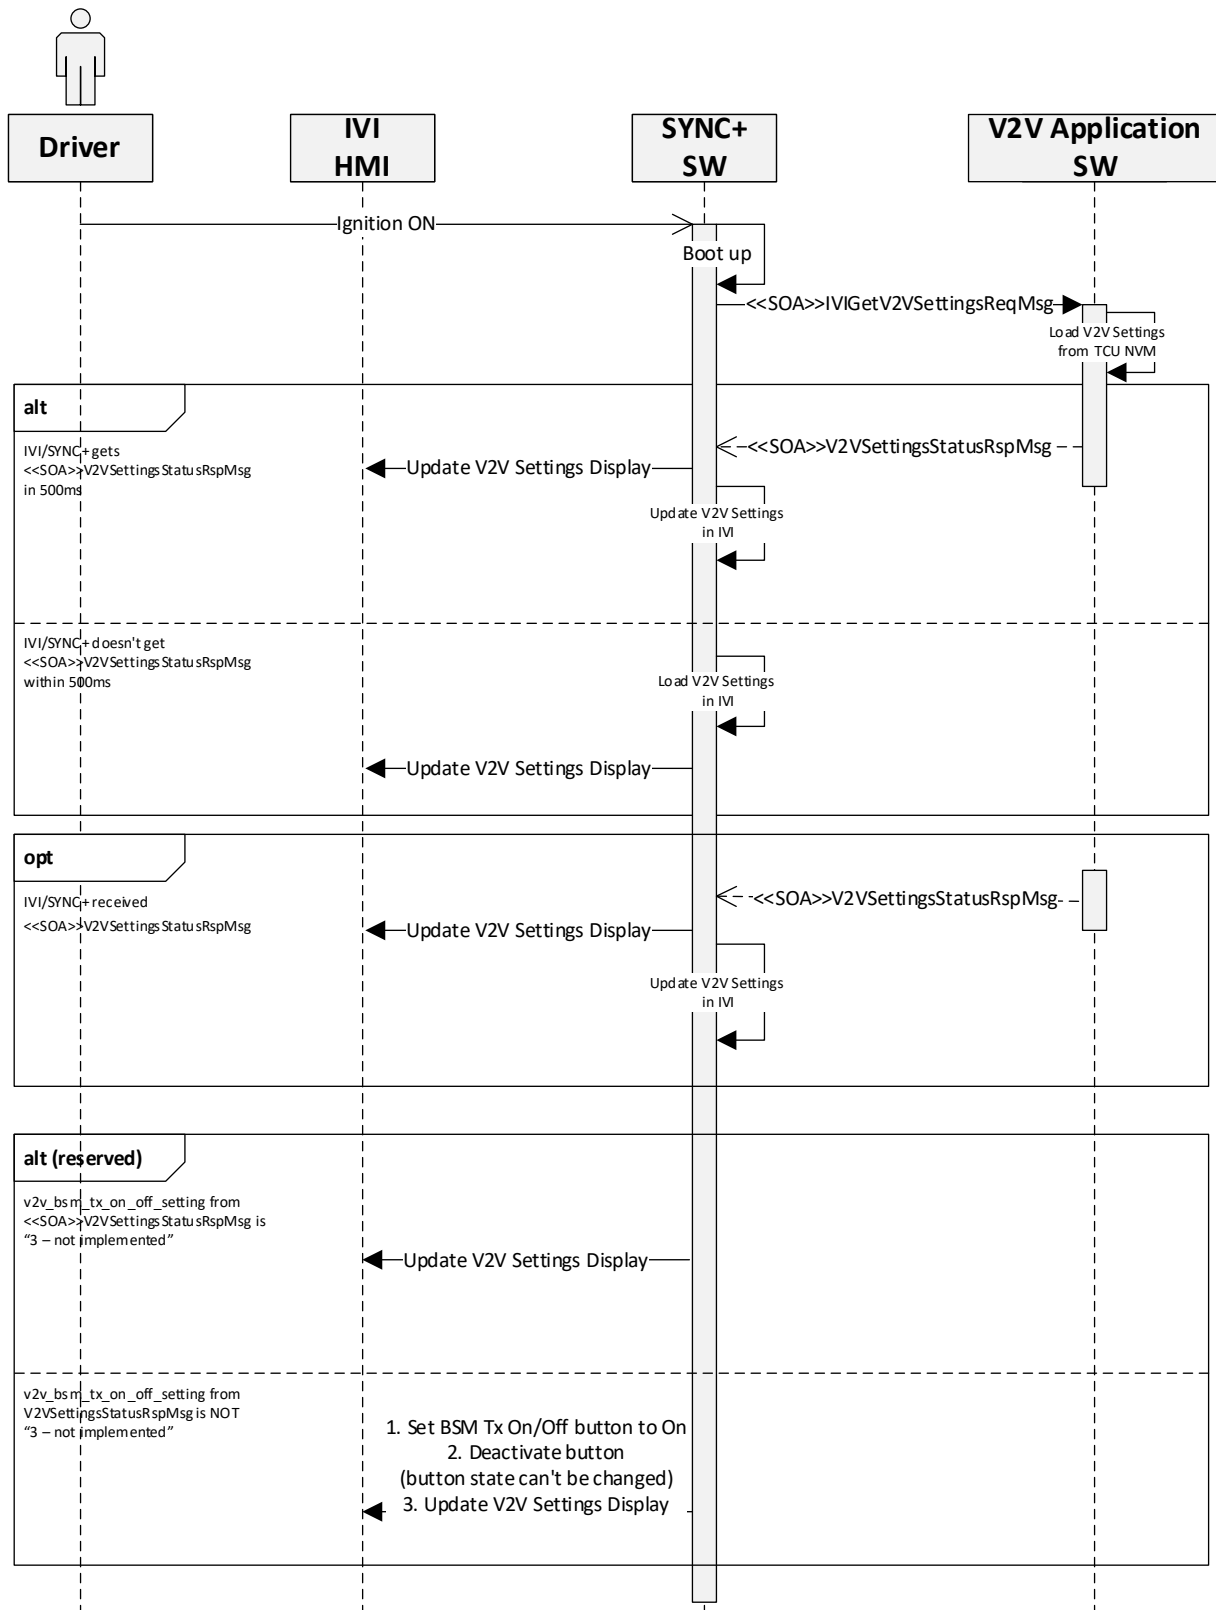 Driver
IVI
HMI
SYNC+
SW
V2V Application
SW
Ignition ON
Boot up
<<SOA>>IVIGetV2VSettingsReqMsg
Load V2V Settings
from TCU NVM
alt
IVI/SYNC+ gets
<<SOA>>V2VSettingsStatusRspMsg
in 500ms
<<SOA>>V2VSettingsStatusRspMsg
Update V2V Settings Display
Update V2V Settings
in IVI
IVI/SYNC+ doesn't get
<<SOA>>V2VSettingsStatusRspMsg
within 500ms
Load V2V Settings
in IVI
Update V2V Settings Display
opt
IVI/SYNC+ received
<<SOA>>V2VSettingsStatusRspMsg
<<SOA>>V2VSettingsStatusRspMsg
Update V2V Settings Display
Update V2V Settings
in IVI
alt (reserved)
v2v_bsm_tx_on_off_setting from
<<SOA>>V2VSettingsStatusRspMsg is
“3 – not implemented”
Update V2V Settings Display
v2v_bsm_tx_on_off_setting from
V2VSettingsStatusRspMsg is NOT
“3 – not implemented”
1. Set BSM Tx On/Off button to On
2. Deactivate button
(button state can't be changed)
3. Update V2V Settings Display